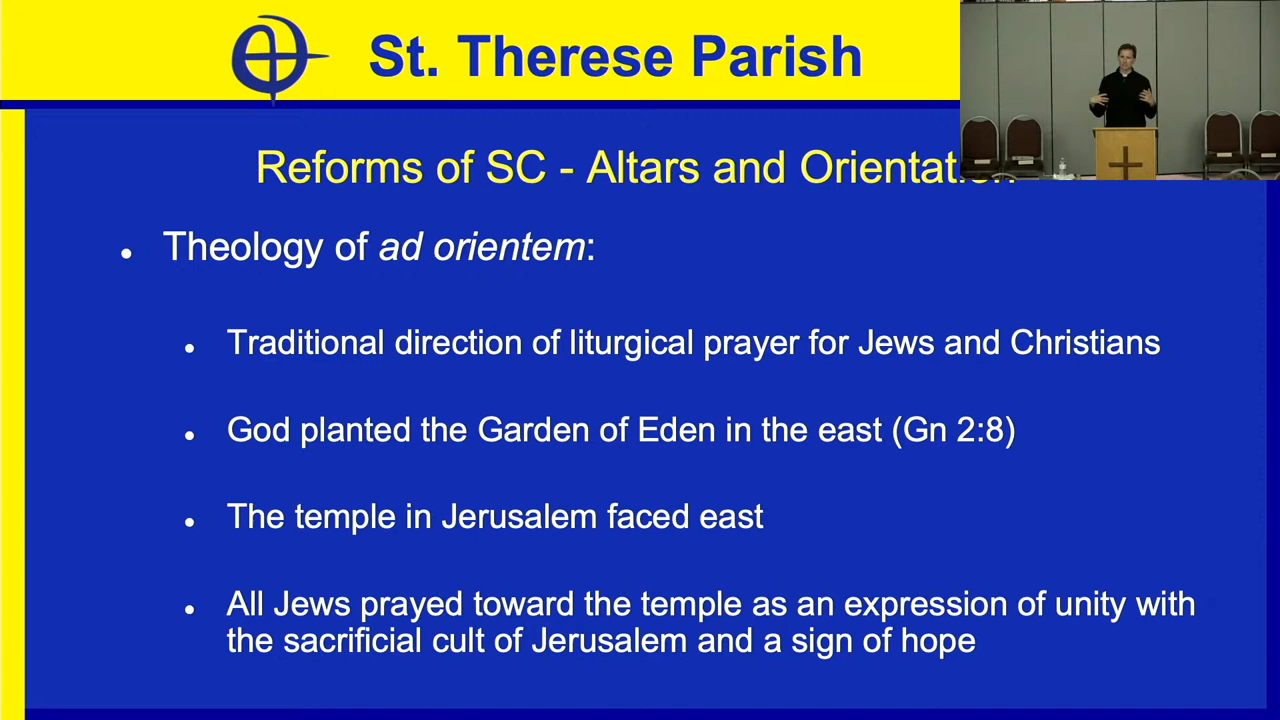 St. Therese Parish
Reforms of SC - Altars and Orientation
Theology of ad orientem:
Traditional direction of liturgical prayer for Jews and Christians
God planted the Garden of Eden in the east (Gn 2:8)
The temple in Jerusalem faced east
All Jews prayed toward the temple as an expression of unity with
the sacrificial cult of Jerusalem and a sign of hope